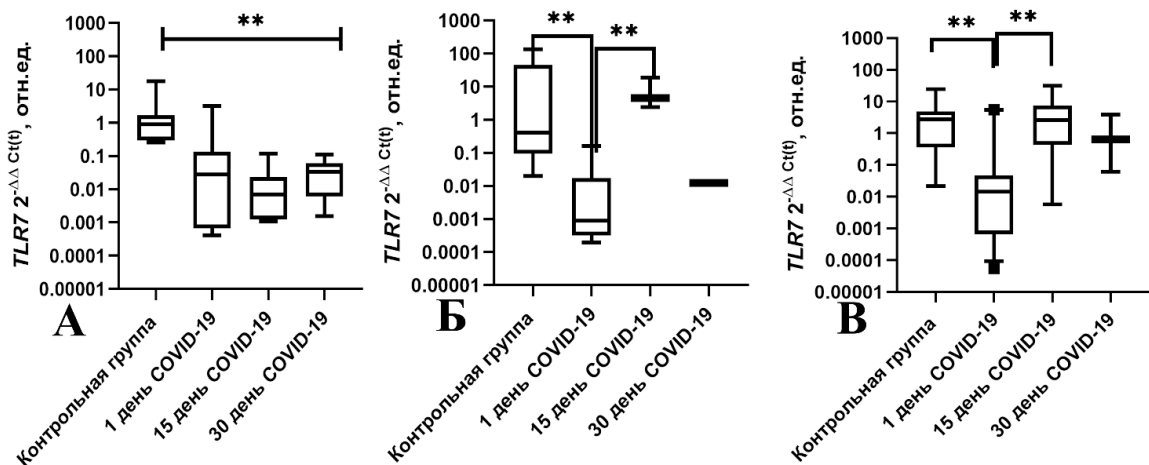 **
1000
100
10
1
0.1
0.01
0.001
0.0001
0.00001
TLR7 2-ΔΔ Ct(t), отн.ед.
Контрольная группа
1 день COVID-19
15 день COVID-19
30 день COVID-19
А
** **
1000
100
10
1
0.1
0.01
0.001
0.0001
0.00001
TLR7 2-ΔΔ Ct(t), отн.ед.
Контрольная группа
1 день COVID-19
15 день COVID-19
30 день COVID-19
Б
** **
1000
100
10
1
0.1
0.01
0.001
0.0001
0.00001
TLR7 2-ΔΔ Ct(t), отн.ед.
Контрольная группа
1 день COVID-19
15 день COVID-19
30 день COVID-19
В